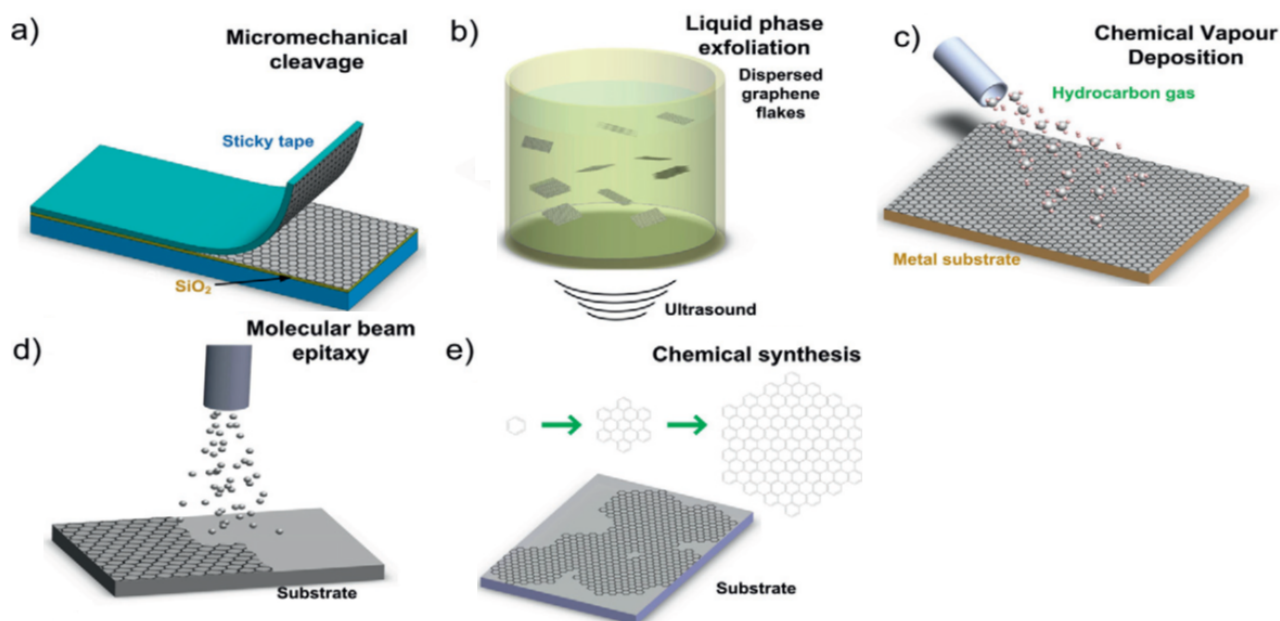 a)
Micromechanical
cleavage
Sticky tape
SiO₂
b)
Liquid phase
exfoliation
Dispersed
graphene
flakes
Ultrasound
c)
Chemical Vapour
Deposition
Hydrocarbon gas
Metal substrate
d)
Molecular beam
epitaxy
Substrate
e)
Chemical synthesis
Substrate